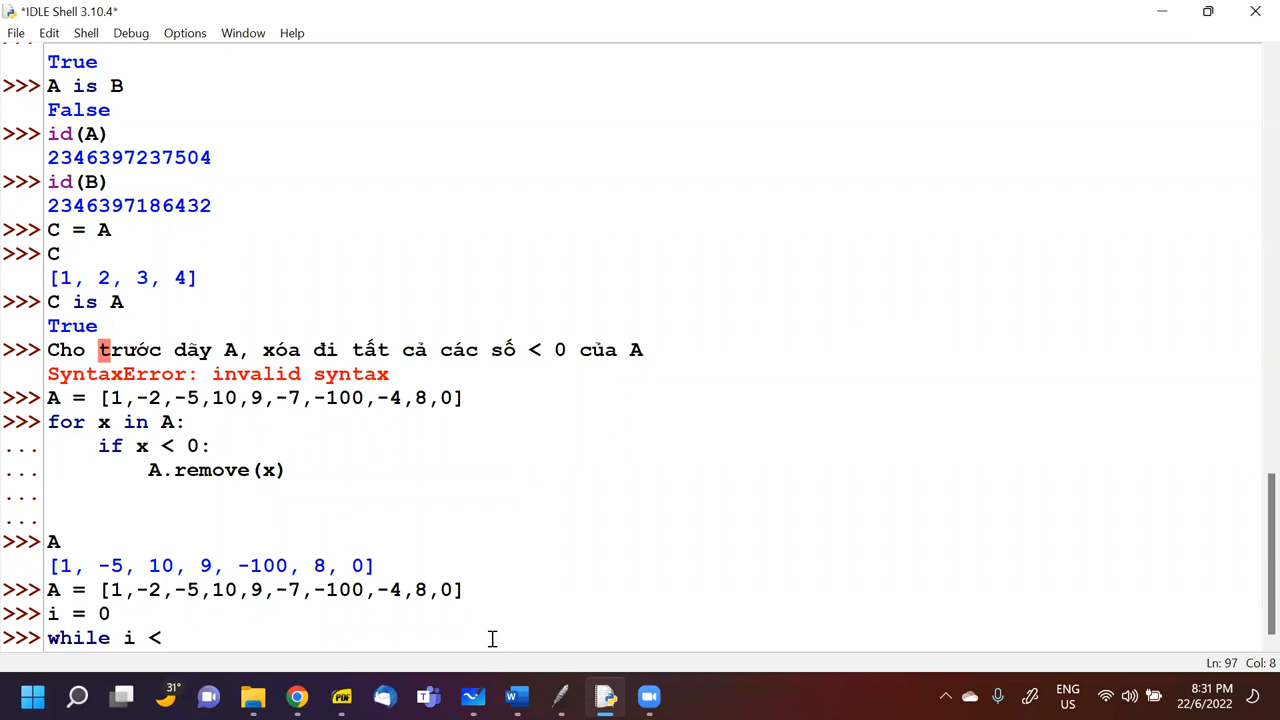 *IDLE Shell 3.10.4*
File Edit Shell Debug Options Window Help
True
>>> A is B
False
>>> id(A)
2346397237504
>>> id(B)
2346397186432
>>> C = A
>>> C
[1, 2, 3, 4]
>>> C is A
True
>>> Cho trước dãy A, xóa đi tất cả các số < 0 của A
SyntaxError: invalid syntax
>>> A = [1,-2,-5,10,9,-7,-100,-4,8,0]
>>> for x in A:
...     if x < 0:
...         A.remove(x)
...
...
>>> A
[1, -5, 10, 9, -100, 8, 0]
>>> A = [1,-2,-5,10,9,-7,-100,-4,8,0]
>>> i = 0
>>> while i <
Ln: 97 Col: 8
31°
PDF
ENG
US
8:31 PM
22/6/2022